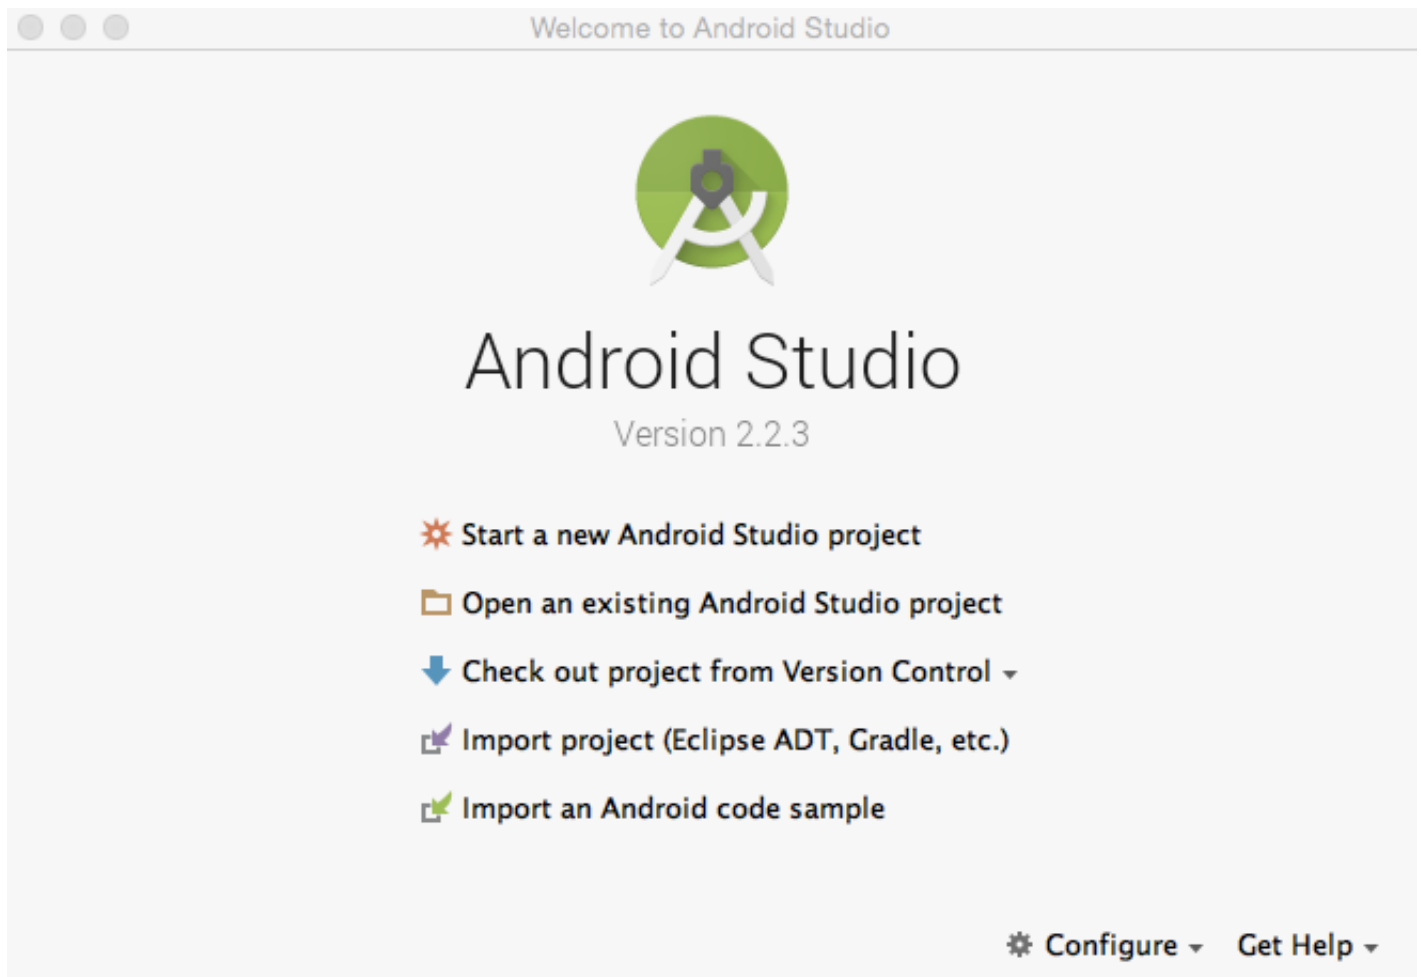 Welcome to Android Studio
Android Studio
Version 2.2.3
Start a new Android Studio project
Open an existing Android Studio project
Check out project from Version Control
Import project (Eclipse ADT, Gradle, etc.)
Import an Android code sample
Configure Get Help